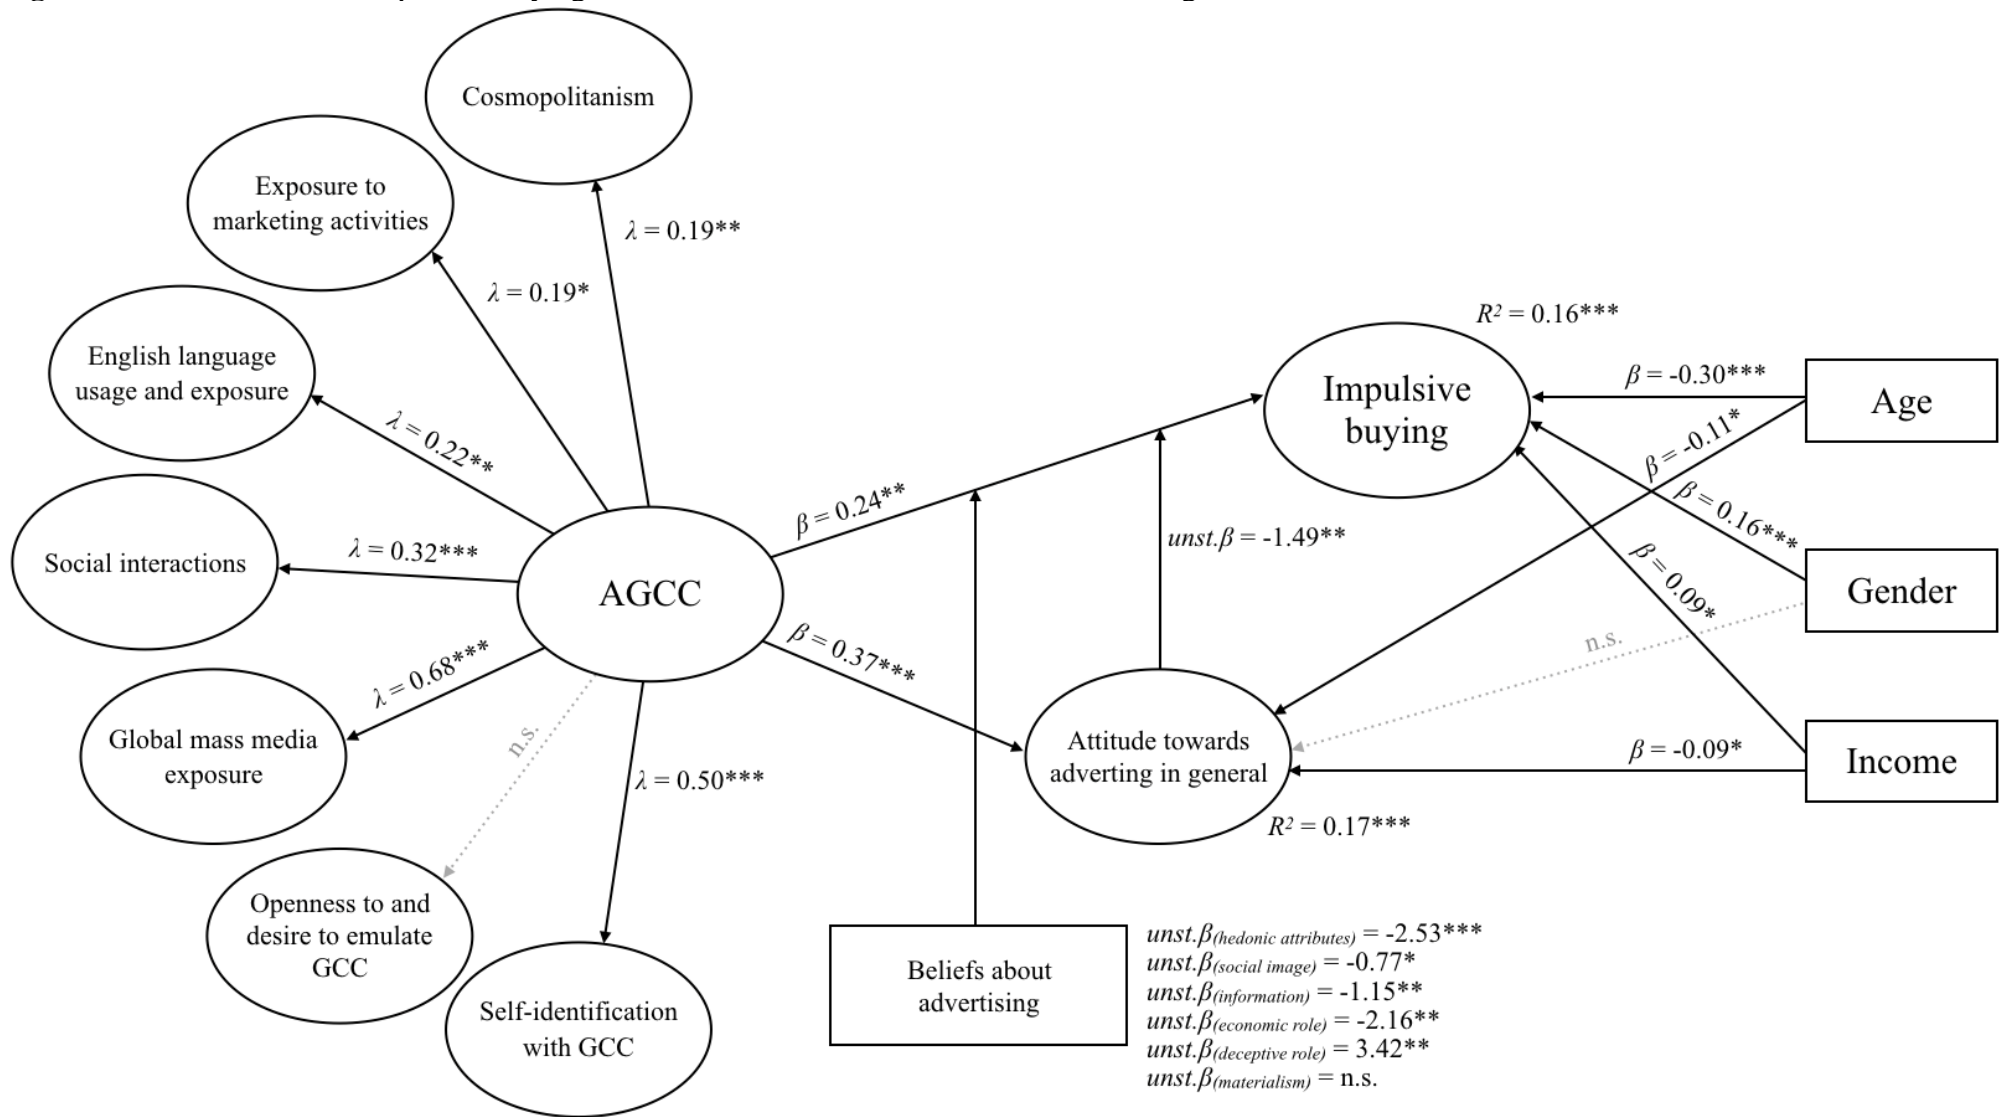 Cosmopolitanism
Exposure to
marketing activities
λ = 0.19**
λ = 0.19*
English language
usage and exposure
λ = 0.22**
Social interactions
λ = 0.32***
AGCC
Global mass media
exposure
λ = 0.68***
n.s.
Openness to and
desire to emulate
GCC
λ = 0.50***
Self-identification
with GCC
β = 0.24**
β = 0.37***
R² = 0.16***
Impulsive
buying
unst.β = -1.49**
Attitude towards
adverting in general
R² = 0.17***
β = -0.30***
β = -0.11*
β = 0.16***
β = 0.09*
n.s.
β = -0.09*
Age
Gender
Income
Beliefs about
advertising
unst.β(hedonic attributes) = -2.53***
unst.β(social image) = -0.77*
unst.β(information) = -1.15**
unst.β(economic role) = -2.16**
unst.β(deceptive role) = 3.42**
unst.β(materialism) = n.s.